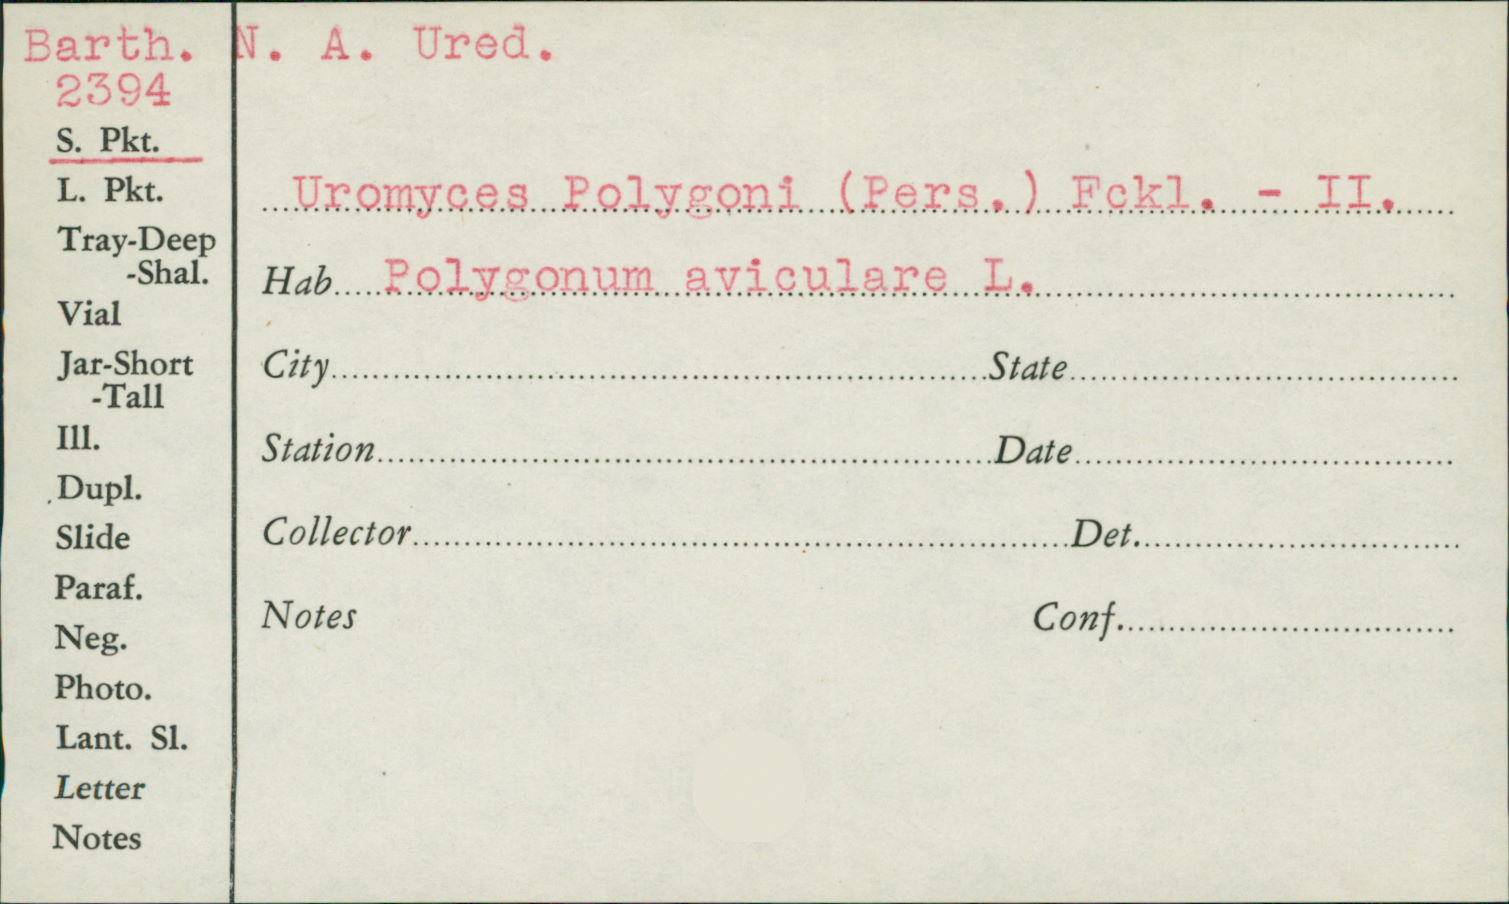 Barth. N. A. Ured.
2394
S. Pkt.
L. Pkt.
Tray-Deep
-Shal.
Vial
Jar-Short
-Tall
Ill.
Dupl.
Slide
Paraf.
Neg.
Photo.
Lant. Sl.
Letter
Notes
Uromyces Polygoni (Pers.) Fckl. - II.
Hab. Polygonum aviculare L.
City State
Station Date
Collector Det.
Notes Conf.